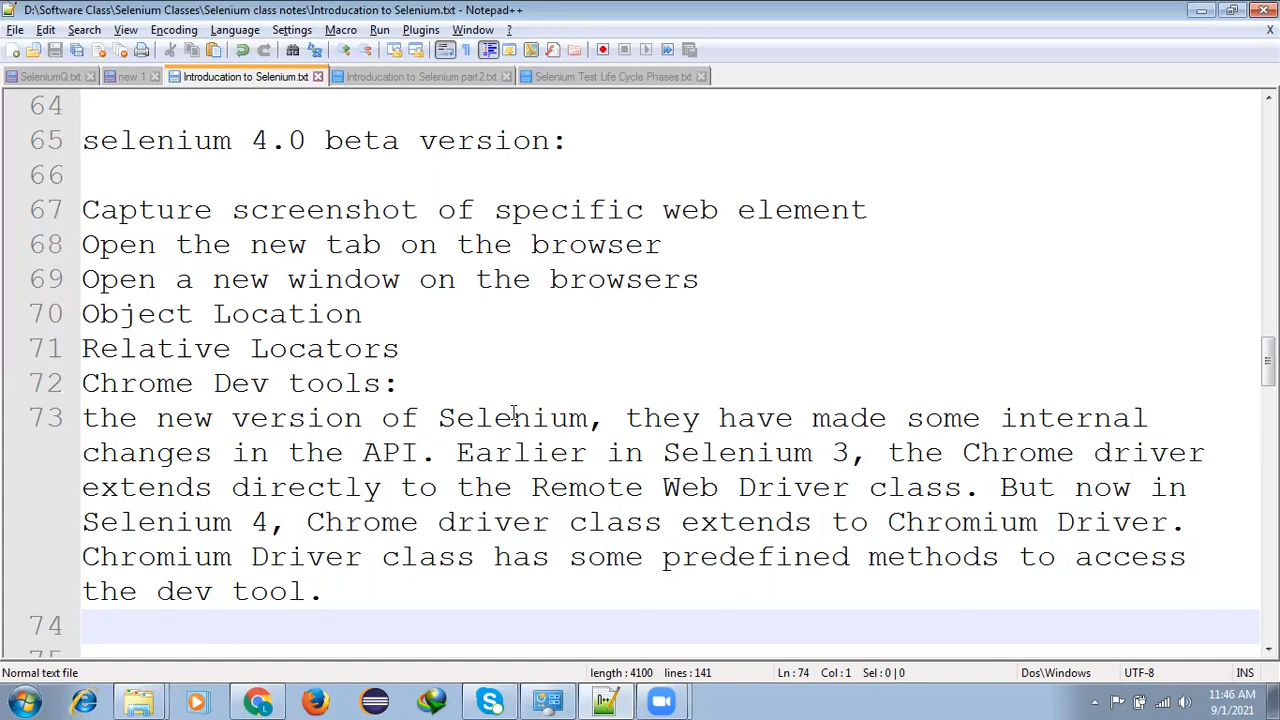 D:\Software Class\Selenium Classes\Selenium class notes\Introducation to Selenium.txt - Notepad++
File Edit Search View Encoding Language Settings Macro Run Plugins Window ? X
SeleniumQ.txt new 1 Introducation to Selenium.txt Introducation to Selenium part2.txt Selenium Test Life Cycle Phases.txt
64
65 selenium 4.0 beta version:
66
67 Capture screenshot of specific web element
68 Open the new tab on the browser
69 Open a new window on the browsers
70 Object Location
71 Relative Locators
72 Chrome Dev tools:
73 the new version of Selenium, they have made some internal
changes in the API. Earlier in Selenium 3, the Chrome driver
extends directly to the Remote Web Driver class. But now in
Selenium 4, Chrome driver class extends to Chromium Driver.
Chromium Driver class has some predefined methods to access
the dev tool.
74
Normal text file length : 4100 lines : 141 Ln : 74 Col : 1 Sel : 0 | 0 Dos\Windows UTF-8 INS
11:46 AM
9/1/2021